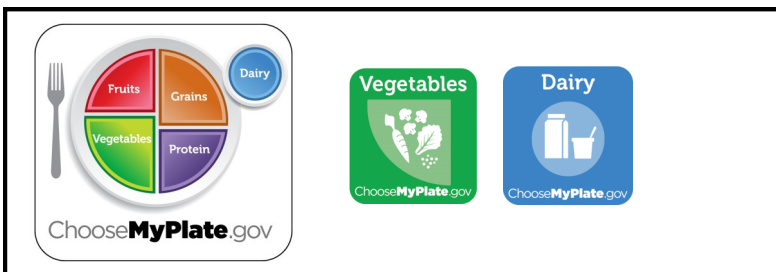 Dairy
Fruits
Grains
Vegetables
Protein
ChooseMyPlate.gov
Vegetables
ChooseMyPlate.gov
Dairy
ChooseMyPlate.gov